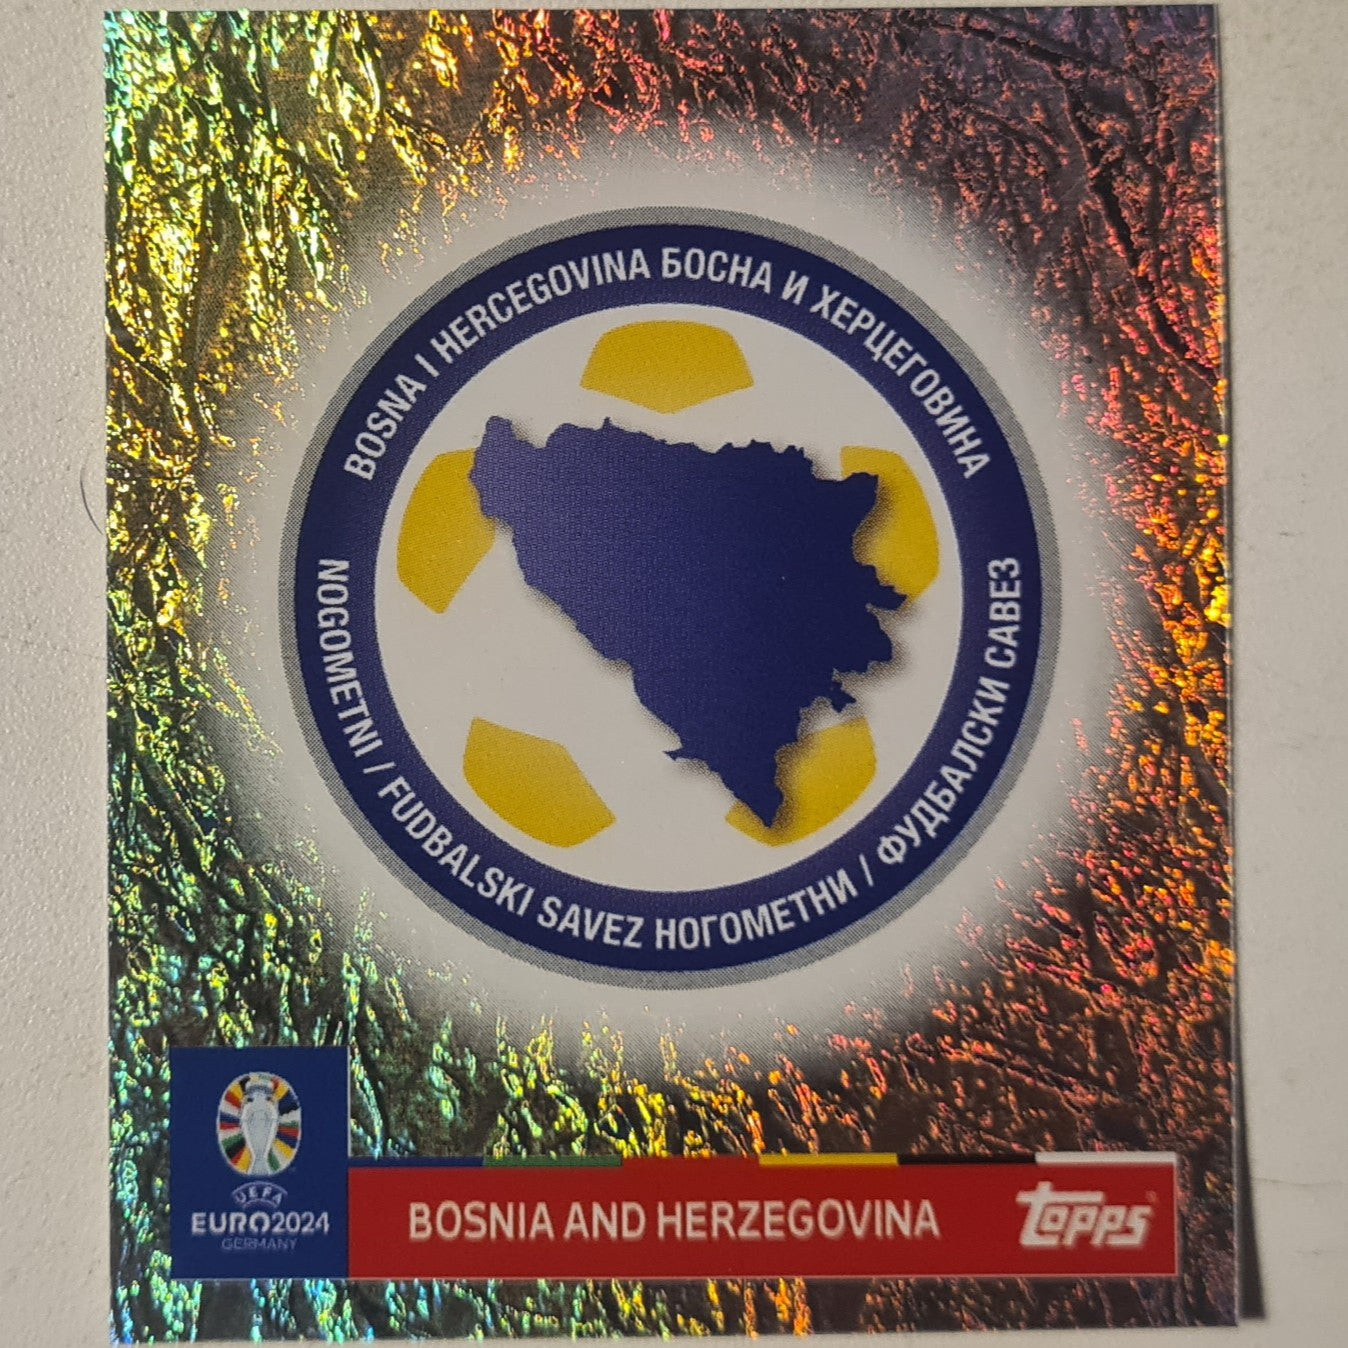 BOSNA I HERCEGOVINA БОСНА И ХЕРЦЕГОВИНА
NOGOMETNI / FUDBALSKI SAVEZ НОГОМЕТНИ / ФУДБАЛСКИ САВЕЗ
UEFA
EURO2024
GERMANY
BOSNIA AND HERZEGOVINA
topps